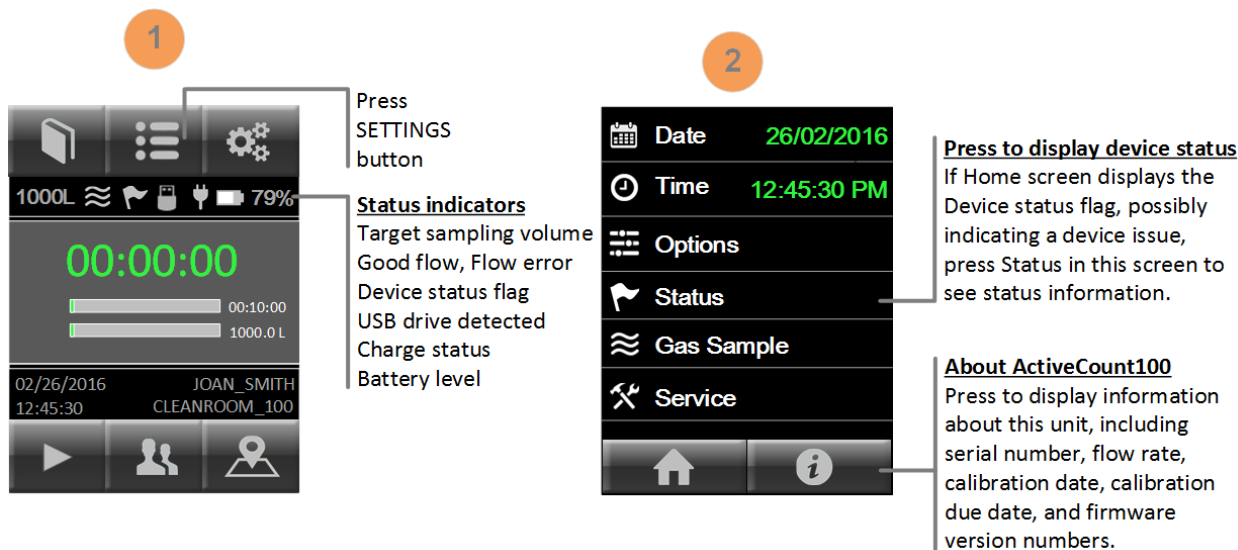 1
Press
SETTINGS
button
1000L 79%
Status indicators
Target sampling volume
Good flow, Flow error
Device status flag
USB drive detected
Charge status
Battery level
00:00:00
00:10:00
1000.0 L
02/26/2016 JOAN_SMITH
12:45:30 CLEANROOM_100
2
Date 26/02/2016
Time 12:45:30 PM
Options
Status
Gas Sample
Service
i
Press to display device status
If Home screen displays the
Device status flag, possibly
indicating a device issue,
press Status in this screen to
see status information.
About ActiveCount100
Press to display information
about this unit, including
serial number, flow rate,
calibration date, calibration
due date, and firmware
version numbers.